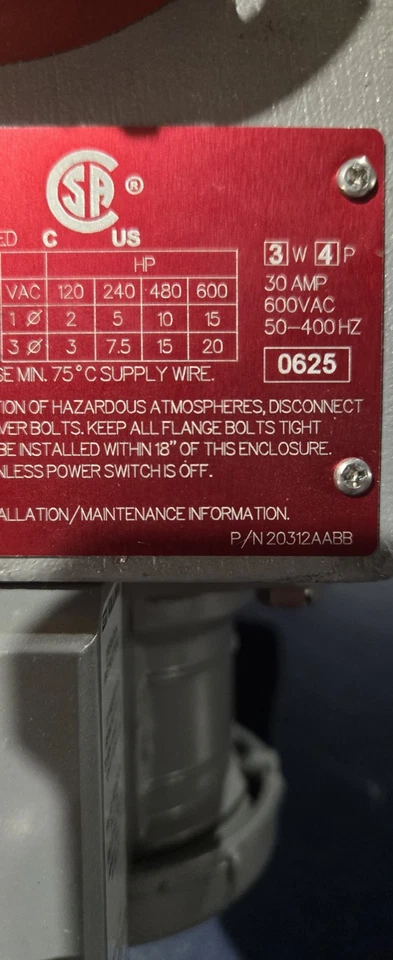 CSA ®
ED C US
HP
VAC 120 240 480 600
1 Ø 2 5 10 15
3 Ø 3 7.5 15 20
3 W 4 P
30 AMP
600VAC
50-400HZ
0625
SE MIN. 75°C SUPPLY WIRE.
TION OF HAZARDOUS ATMOSPHERES, DISCONNECT
VER BOLTS. KEEP ALL FLANGE BOLTS TIGHT
BE INSTALLED WITHIN 18" OF THIS ENCLOSURE.
NLESS POWER SWITCH IS OFF.
ALLATION/MAINTENANCE INFORMATION.
P/N 20312AABB